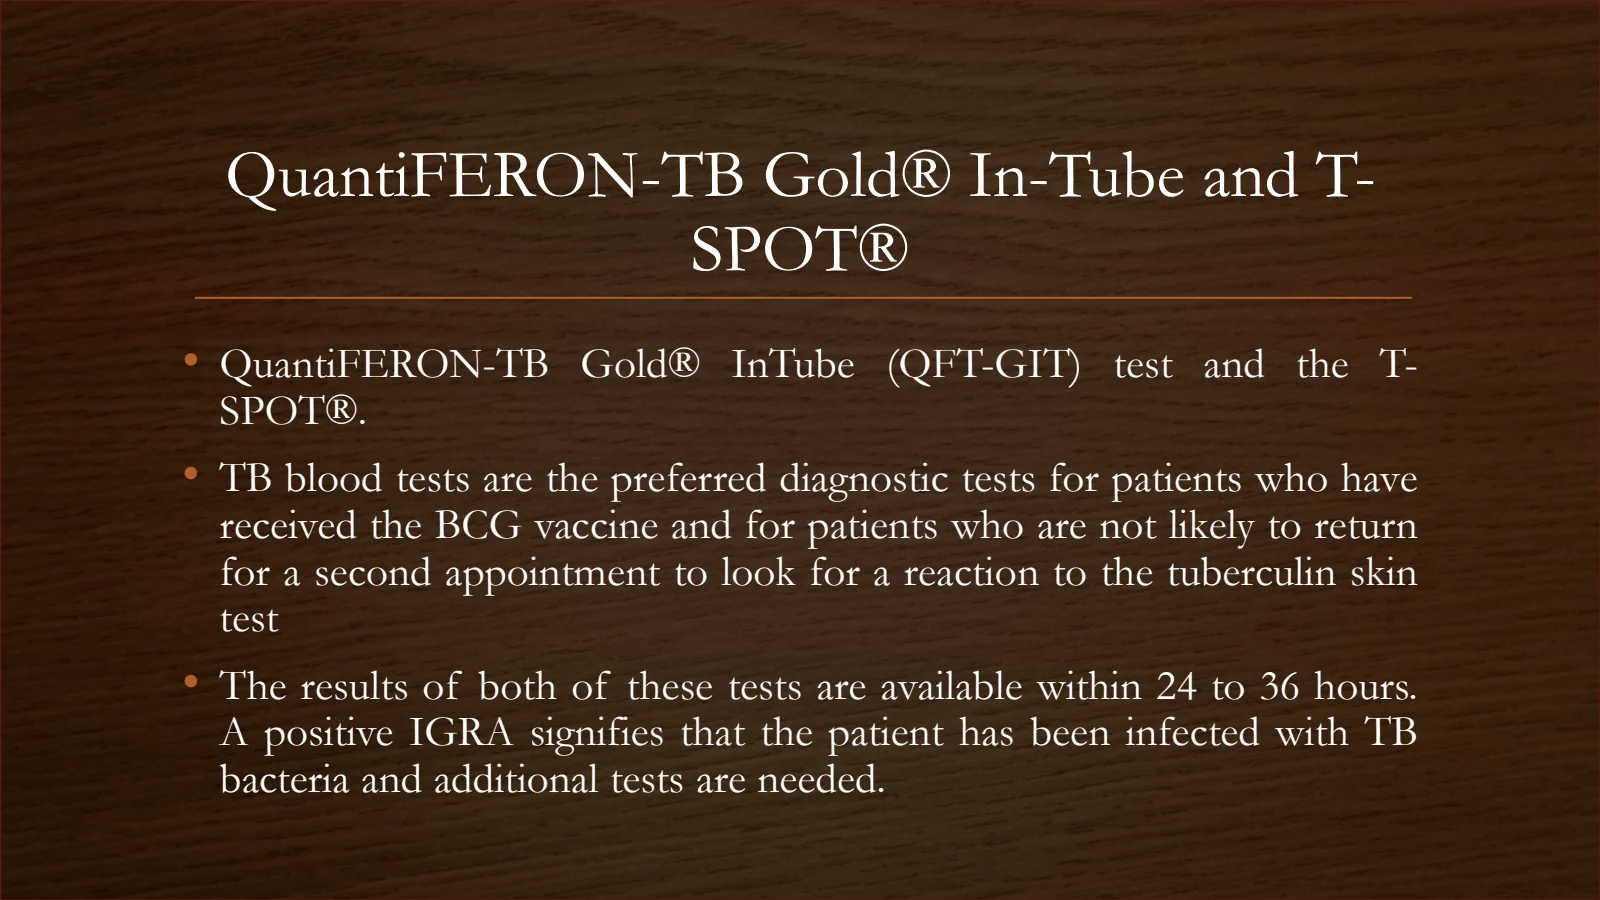 QuantiFERON-TB Gold® In-Tube and T-
SPOT®
• QuantiFERON-TB Gold® InTube (QFT-GIT) test and the T-
SPOT®.
• TB blood tests are the preferred diagnostic tests for patients who have
received the BCG vaccine and for patients who are not likely to return
for a second appointment to look for a reaction to the tuberculin skin
test
• The results of both of these tests are available within 24 to 36 hours.
A positive IGRA signifies that the patient has been infected with TB
bacteria and additional tests are needed.